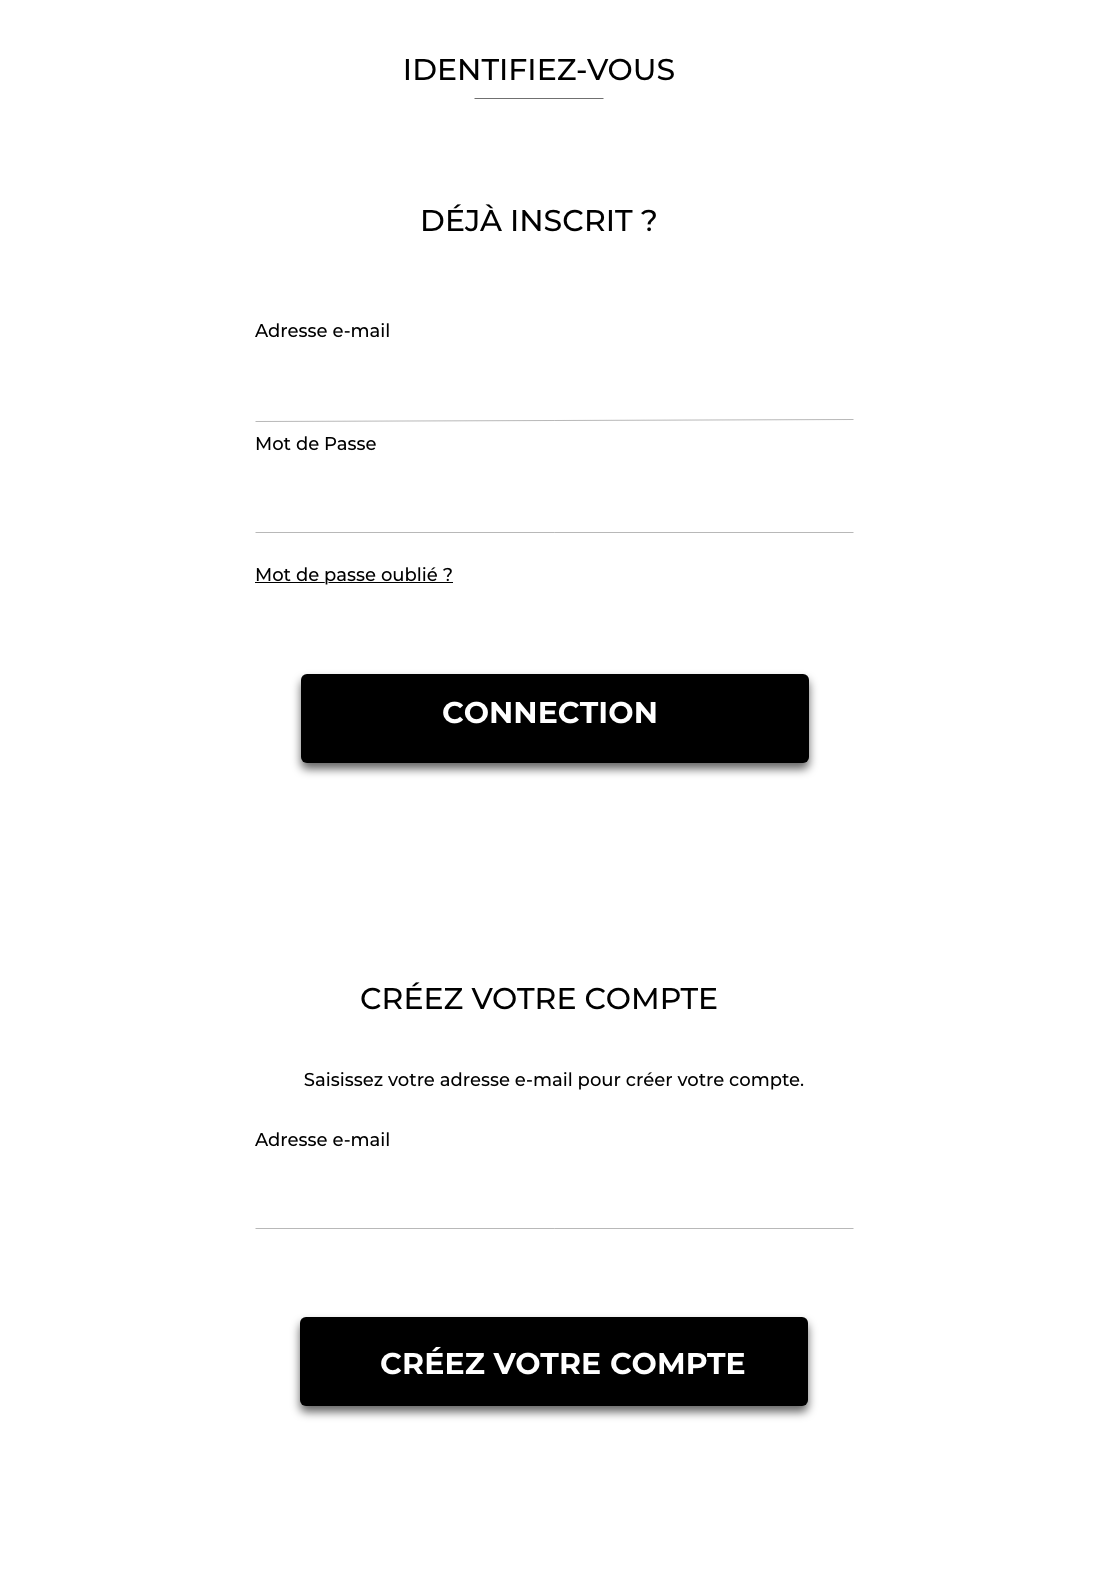 IDENTIFIEZ-VOUS
DÉJÀ INSCRIT ?
Adresse e-mail
Mot de Passe
Mot de passe oublié ?
CONNECTION
CRÉEZ VOTRE COMPTE
Saisissez votre adresse e-mail pour créer votre compte.
Adresse e-mail
CRÉEZ VOTRE COMPTE